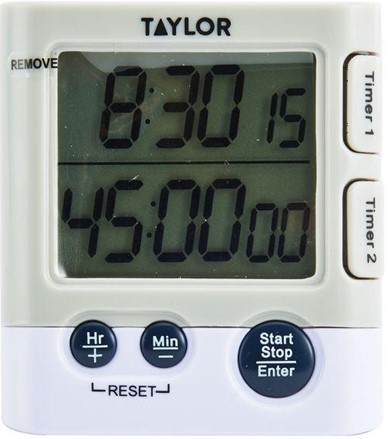 TAYLOR
REMOVE
8:30 15
Timer 1
45:00 00
Timer 2
Hr
+
Min
–
Start
Stop
Enter
RESET